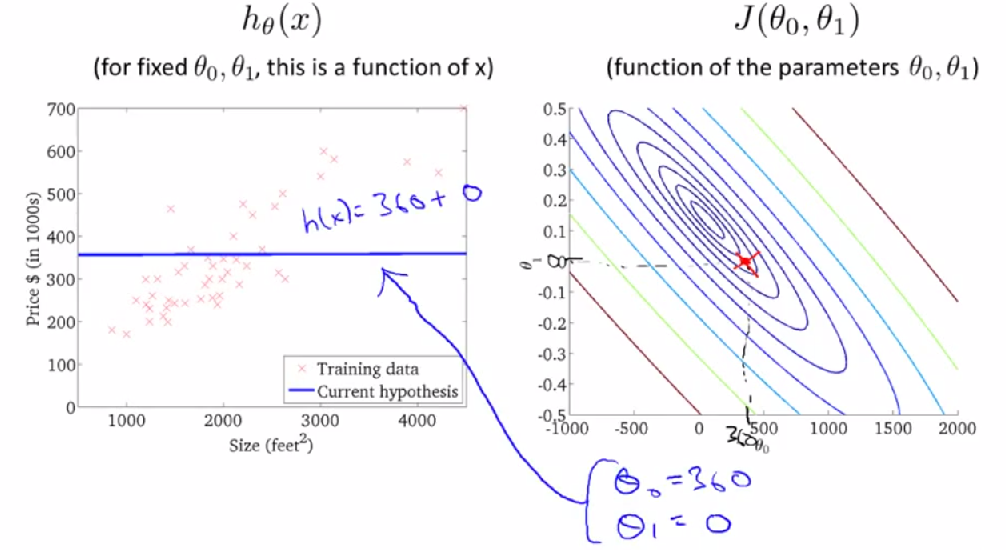 hθ(x)
(for fixed θ0, θ1, this is a function of x)
700
600
500
400
300
200
100
0
Price $ (in 1000s)
1000
2000
3000
4000
Size (feet²)
h(x) = 360 + 0
Training data
Current hypothesis
J(θ0, θ1)
(function of the parameters θ0, θ1)
0.5
0.4
0.3
0.2
0.1
0
-0.1
-0.2
-0.3
-0.4
-0.5
θ1
-1000
-500
0
500
1000
1500
2000
360
θ0
θ0 = 360
θ1 = 0